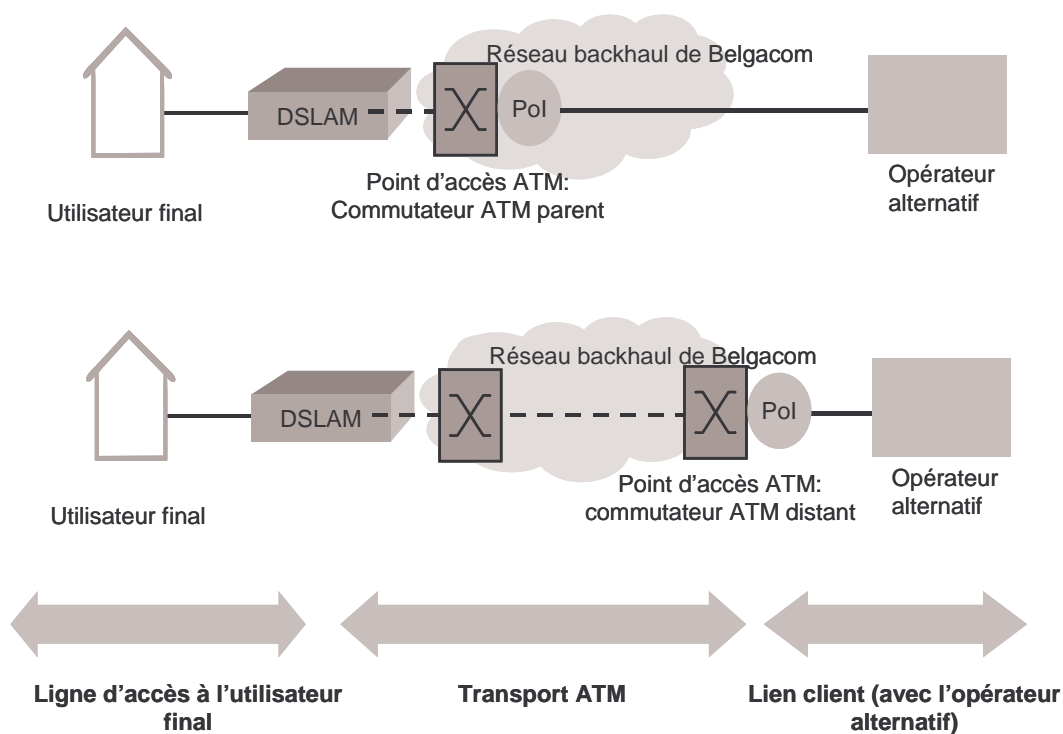 Réseau backhaul de Belgacom
DSLAM
PoI
Point d'accès ATM:
Commutateur ATM parent
Utilisateur final
Opérateur
alternatif
Réseau backhaul de Belgacom
DSLAM
PoI
Point d'accès ATM:
commutateur ATM distant
Utilisateur final
Opérateur
alternatif
Ligne d'accès à l'utilisateur
final
Transport ATM
Lien client (avec l'opérateur
alternatif)